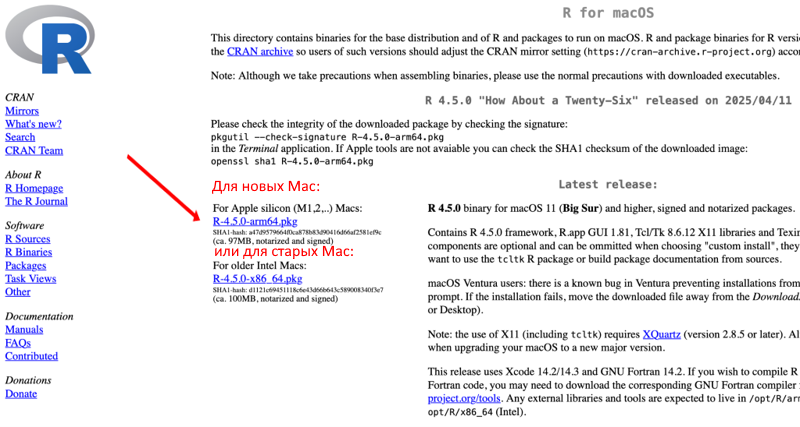 R
CRAN
Mirrors
What's new?
Search
CRAN Team
About R
R Homepage
The R Journal
Software
R Sources
R Binaries
Packages
Task Views
Other
Documentation
Manuals
FAQs
Contributed
Donations
Donate
R for macOS
This directory contains binaries for the base distribution and of R and packages to run on macOS. R and package binaries for R versi
the CRAN archive so users of such versions should adjust the CRAN mirror setting (https://cran-archive.r-project.org) accor
Note: Although we take precautions when assembling binaries, please use the normal precautions with downloaded executables.
R 4.5.0 "How About a Twenty-Six" released on 2025/04/11
Please check the integrity of the downloaded package by checking the signature:
pkgutil --check-signature R-4.5.0-arm64.pkg
in the Terminal application. If Apple tools are not avaiable you can check the SHA1 checksum of the downloaded image:
openssl sha1 R-4.5.0-arm64.pkg
Для новых Mac:
For Apple silicon (M1,2,..) Macs:
R-4.5.0-arm64.pkg
SHA1-hash: a47d9579664f0ca878b83d90416d66af2581ef9c
(ca. 97MB, notarized and signed)
или для старых Mac:
For older Intel Macs:
R-4.5.0-x86_64.pkg
SHA1-hash: d1121c69451118c6e43d66b643c589008340f3e7
(ca. 100MB, notarized and signed)
Latest release:
R 4.5.0 binary for macOS 11 (Big Sur) and higher, signed and notarized packages.
Contains R 4.5.0 framework, R.app GUI 1.81, Tcl/Tk 8.6.12 X11 libraries and Texin
components are optional and can be ommitted when choosing "custom install", they
want to use the tcltk R package or build package documentation from sources.
macOS Ventura users: there is a known bug in Ventura preventing installations from
prompt. If the installation fails, move the downloaded file away from the Download
or Desktop).
Note: the use of X11 (including tcltk) requires XQuartz (version 2.8.5 or later). Al
when upgrading your macOS to a new major version.
This release uses Xcode 14.2/14.3 and GNU Fortran 14.2. If you wish to compile R
Fortran code, you may need to download the corresponding GNU Fortran compiler f
project.org/tools. Any external libraries and tools are expected to live in /opt/R/arm
opt/R/x86_64 (Intel).